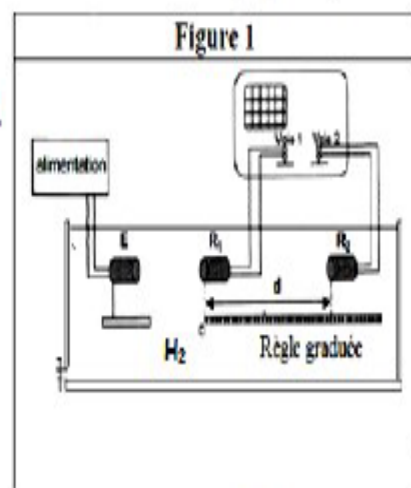 Figure 1
Voie 1 Voie 2
alimentation
E R₁ R₂
d
Règle graduée
H₂